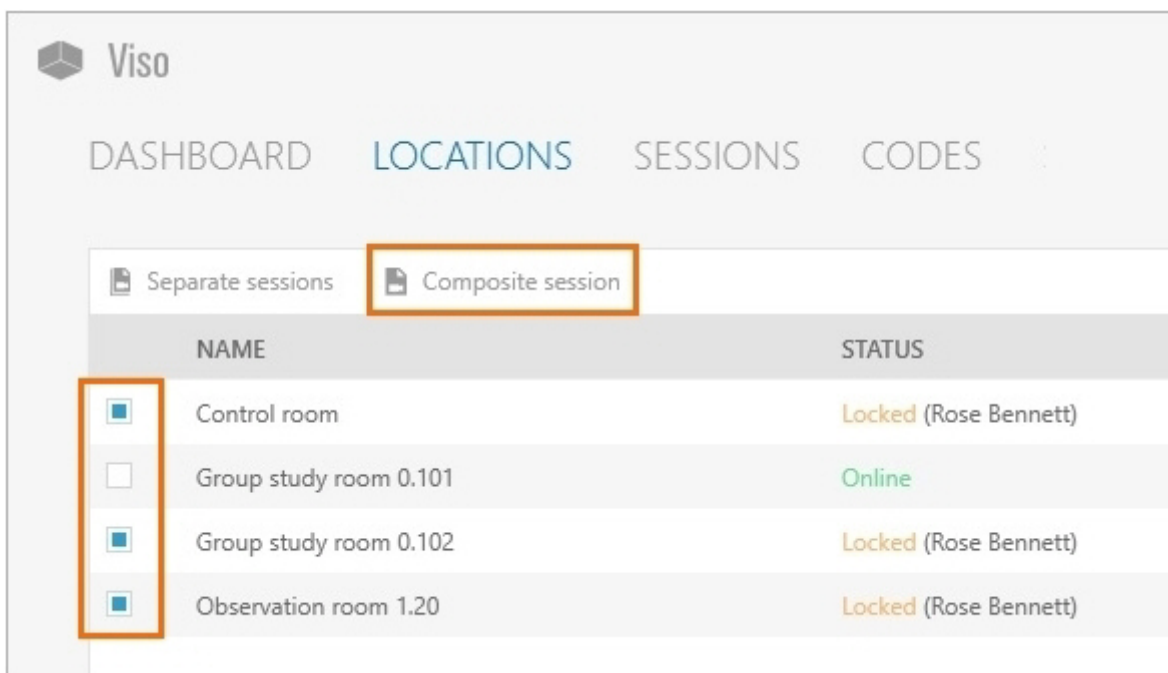 Viso
DASHBOARD LOCATIONS SESSIONS CODES
Separate sessions Composite session
NAME STATUS
Control room Locked (Rose Bennett)
Group study room 0.101 Online
Group study room 0.102 Locked (Rose Bennett)
Observation room 1.20 Locked (Rose Bennett)